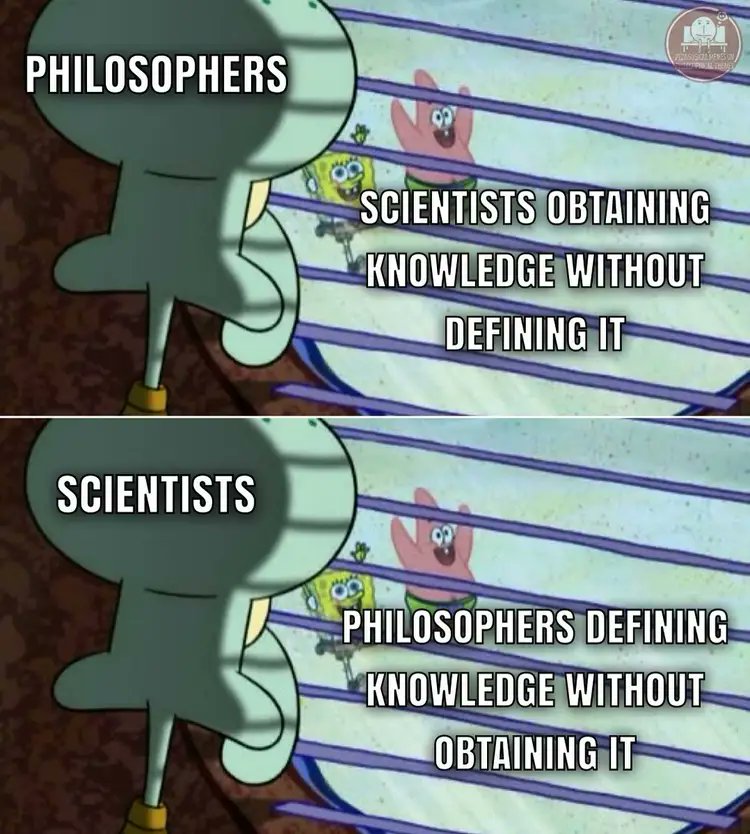 PHILOSOPHERS
SCIENTISTS OBTAINING
KNOWLEDGE WITHOUT
DEFINING IT
SCIENTISTS
PHILOSOPHERS DEFINING
KNOWLEDGE WITHOUT
OBTAINING IT